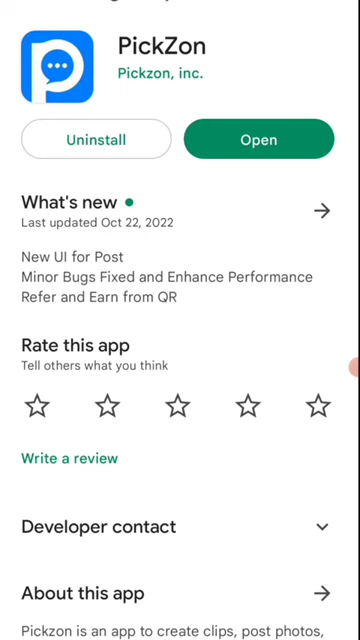 PickZon
Pickzon, inc.
Uninstall
Open
What's new
Last updated Oct 22, 2022
New UI for Post
Minor Bugs Fixed and Enhance Performance
Refer and Earn from QR
Rate this app
Tell others what you think
Write a review
Developer contact
About this app
Pickzon is an app to create clips, post photos,